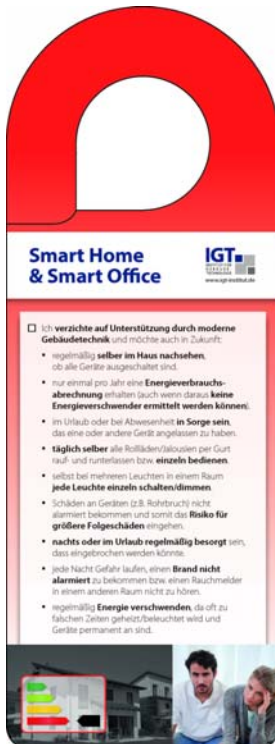 Smart Home
& Smart Office
IGT
INSTITUT FÜR
GEBÄUDE
TECHNOLOGIE
www.igt-institut.de
☐ Ich verzichte auf Unterstützung durch moderne
Gebäudetechnik und möchte auch in Zukunft:
• regelmäßig selber im Haus nachsehen,
ob alle Geräte ausgeschaltet sind.
• nur einmal pro Jahr eine Energieverbrauchs-
abrechnung erhalten (auch wenn daraus keine
Energieverschwender ermittelt werden können).
• im Urlaub oder bei Abwesenheit in Sorge sein,
das eine oder andere Gerät angelassen zu haben.
• täglich selber alle Rollläden/Jalousien per Gurt
rauf- und runterlassen bzw. einzeln bedienen.
• selbst bei mehreren Leuchten in einem Raum
jede Leuchte einzeln schalten/dimmen.
• Schäden an Geräten (z.B. Rohrbruch) nicht
alarmiert bekommen und somit das Risiko für
größere Folgeschäden eingehen.
• nachts oder im Urlaub regelmäßig besorgt sein,
dass eingebrochen werden könnte.
• jede Nacht Gefahr laufen, einen Brand nicht
alarmiert zu bekommen bzw. einen Rauchmelder
in einem anderen Raum nicht zu hören.
• regelmäßig Energie verschwenden, da oft zu
falschen Zeiten geheizt/beleuchtet wird und
Geräte permanent an sind..